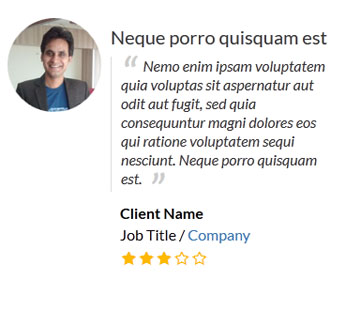 Neque porro quisquam est
“ Nemo enim ipsam voluptatem
quia voluptas sit aspernatur aut
odit aut fugit, sed quia
consequuntur magni dolores eos
qui ratione voluptatem sequi
nesciunt. Neque porro quisquam
est. ”
Client Name
Job Title / Company